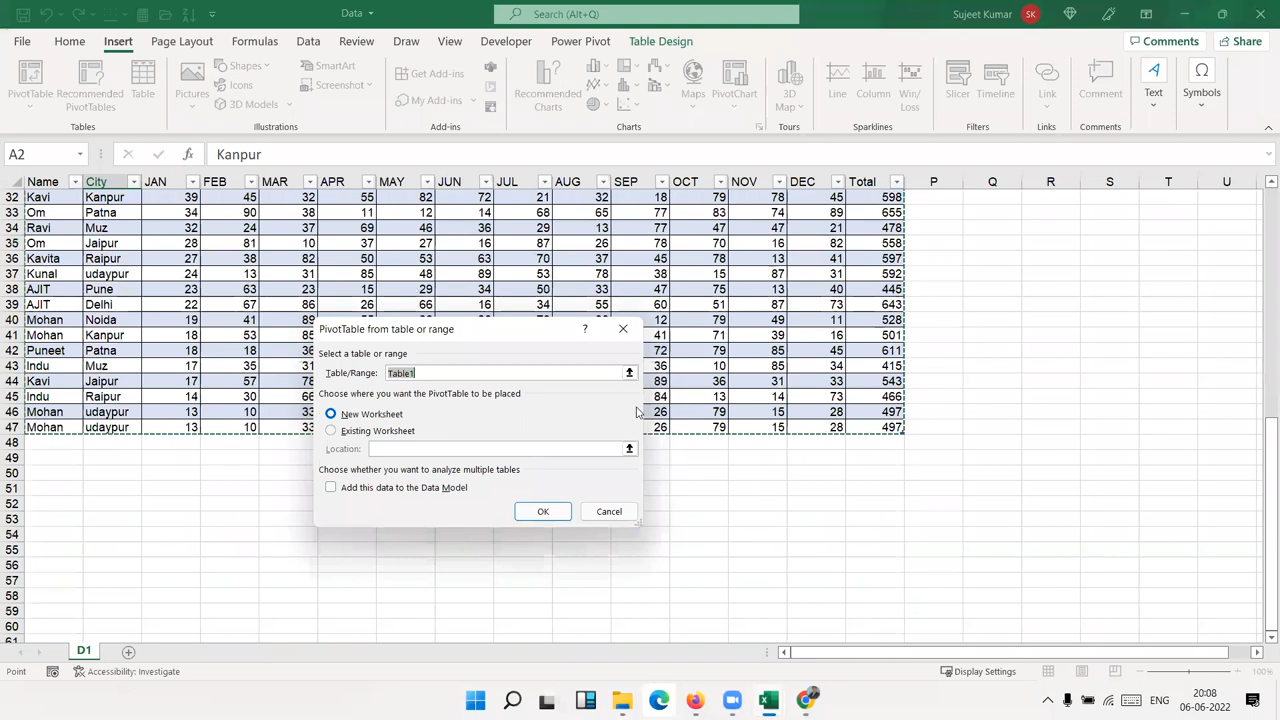 Data
Search (Alt+Q)
Sujeet Kumar SK
File Home Insert Page Layout Formulas Data Review Draw View Developer Power Pivot Table Design Comments Share
PivotTable Recommended PivotTables Table Pictures Shapes Icons 3D Models SmartArt Screenshot Get Add-ins My Add-ins Recommended Charts Maps PivotChart 3D Map Line Column Win/Loss Slicer Timeline Link Comment Text Symbols
Tables Illustrations Add-ins Charts Tours Sparklines Filters Links Comments
A2 fx Kanpur
Name City JAN FEB MAR APR MAY JUN JUL AUG SEP OCT NOV DEC Total P Q R S T U
32 Kavi Kanpur 39 45 32 55 82 72 21 32 18 79 78 45 598
33 Om Patna 34 90 38 11 12 14 68 65 77 83 74 89 655
34 Ravi Muz 32 24 37 69 46 36 29 13 77 47 47 21 478
35 Om Jaipur 28 81 10 37 27 16 87 26 78 70 16 82 558
36 Kavita Raipur 27 38 82 50 53 63 70 37 45 78 13 41 597
37 Kunal udaypur 24 13 31 85 48 89 53 78 38 15 87 31 592
38 AJIT Pune 23 63 23 15 29 34 50 33 47 75 13 40 445
39 AJIT Delhi 22 67 86 26 66 16 34 55 60 51 87 73 643
40 Mohan Noida 19 41 12 79 49 11 528
41 Mohan Kanpur 18 53 85 41 71 39 16 501
42 Puneet Patna 18 18 36 72 79 85 45 611
43 Indu Muz 17 35 31 36 10 85 34 415
44 Kavi Jaipur 17 57 78 89 36 31 33 543
45 Indu Raipur 14 30 66 84 13 14 73 466
46 Mohan udaypur 13 10 33 26 79 15 28 497
47 Mohan udaypur 13 10 33 26 79 15 28 497
48
49
50
51
52
53
54
55
56
57
58
59
60
61
PivotTable from table or range ?
Select a table or range
Table/Range: Table1
Choose where you want the PivotTable to be placed
New Worksheet
Existing Worksheet
Location:
Choose whether you want to analyze multiple tables
Add this data to the Data Model
OK Cancel
D1
Point Accessibility: Investigate Display Settings 100%
ENG 20:08
06-06-2022